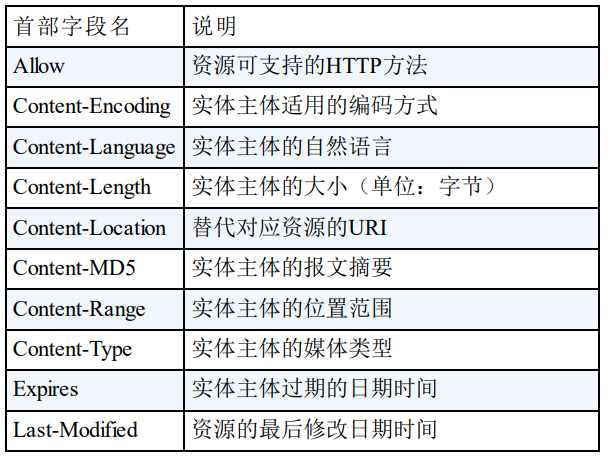 首部字段名 说明
Allow 资源可支持的HTTP方法
Content-Encoding 实体主体适用的编码方式
Content-Language 实体主体的自然语言
Content-Length 实体主体的大小（单位：字节）
Content-Location 替代对应资源的URI
Content-MD5 实体主体的报文摘要
Content-Range 实体主体的位置范围
Content-Type 实体主体的媒体类型
Expires 实体主体过期的日期时间
Last-Modified 资源的最后修改日期时间